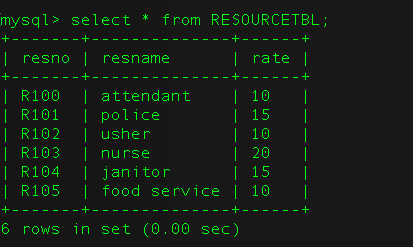 mysql> select * from RESOURCETBL;
+-------+--------------+------+
| resno | resname      | rate |
+-------+--------------+------+
| R100  | attendant    | 10   |
| R101  | police       | 15   |
| R102  | usher        | 10   |
| R103  | nurse        | 20   |
| R104  | janitor      | 15   |
| R105  | food service | 10   |
+-------+--------------+------+
6 rows in set (0.00 sec)